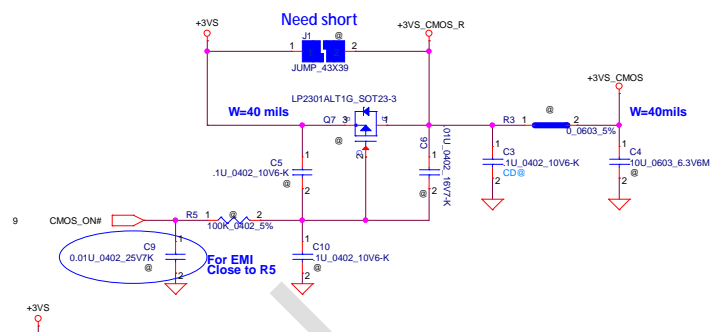 Need short
+3VS
+3VS_CMOS_R
J1
@
1
2
JUMP_43X39
+3VS_CMOS
LP2301ALT1G_SOT23-3
W=40 mils
Q7
3
1
@
2
R3
1
@
2
0_0603_5%
W=40mils
C5
1
.1U_0402_10V6-K
@
2
C6
1
.01U_0402_16V7-K
@
2
C3
1
.1U_0402_10V6-K
CD@
2
C4
1
10U_0603_6.3V6M
@
2
9
CMOS_ON#
R5
1
@
2
100K_0402_5%
C9
1
0.01U_0402_25V7K
@
2
For EMI
Close to R5
C10
1
.1U_0402_10V6-K
@
2
+3VS